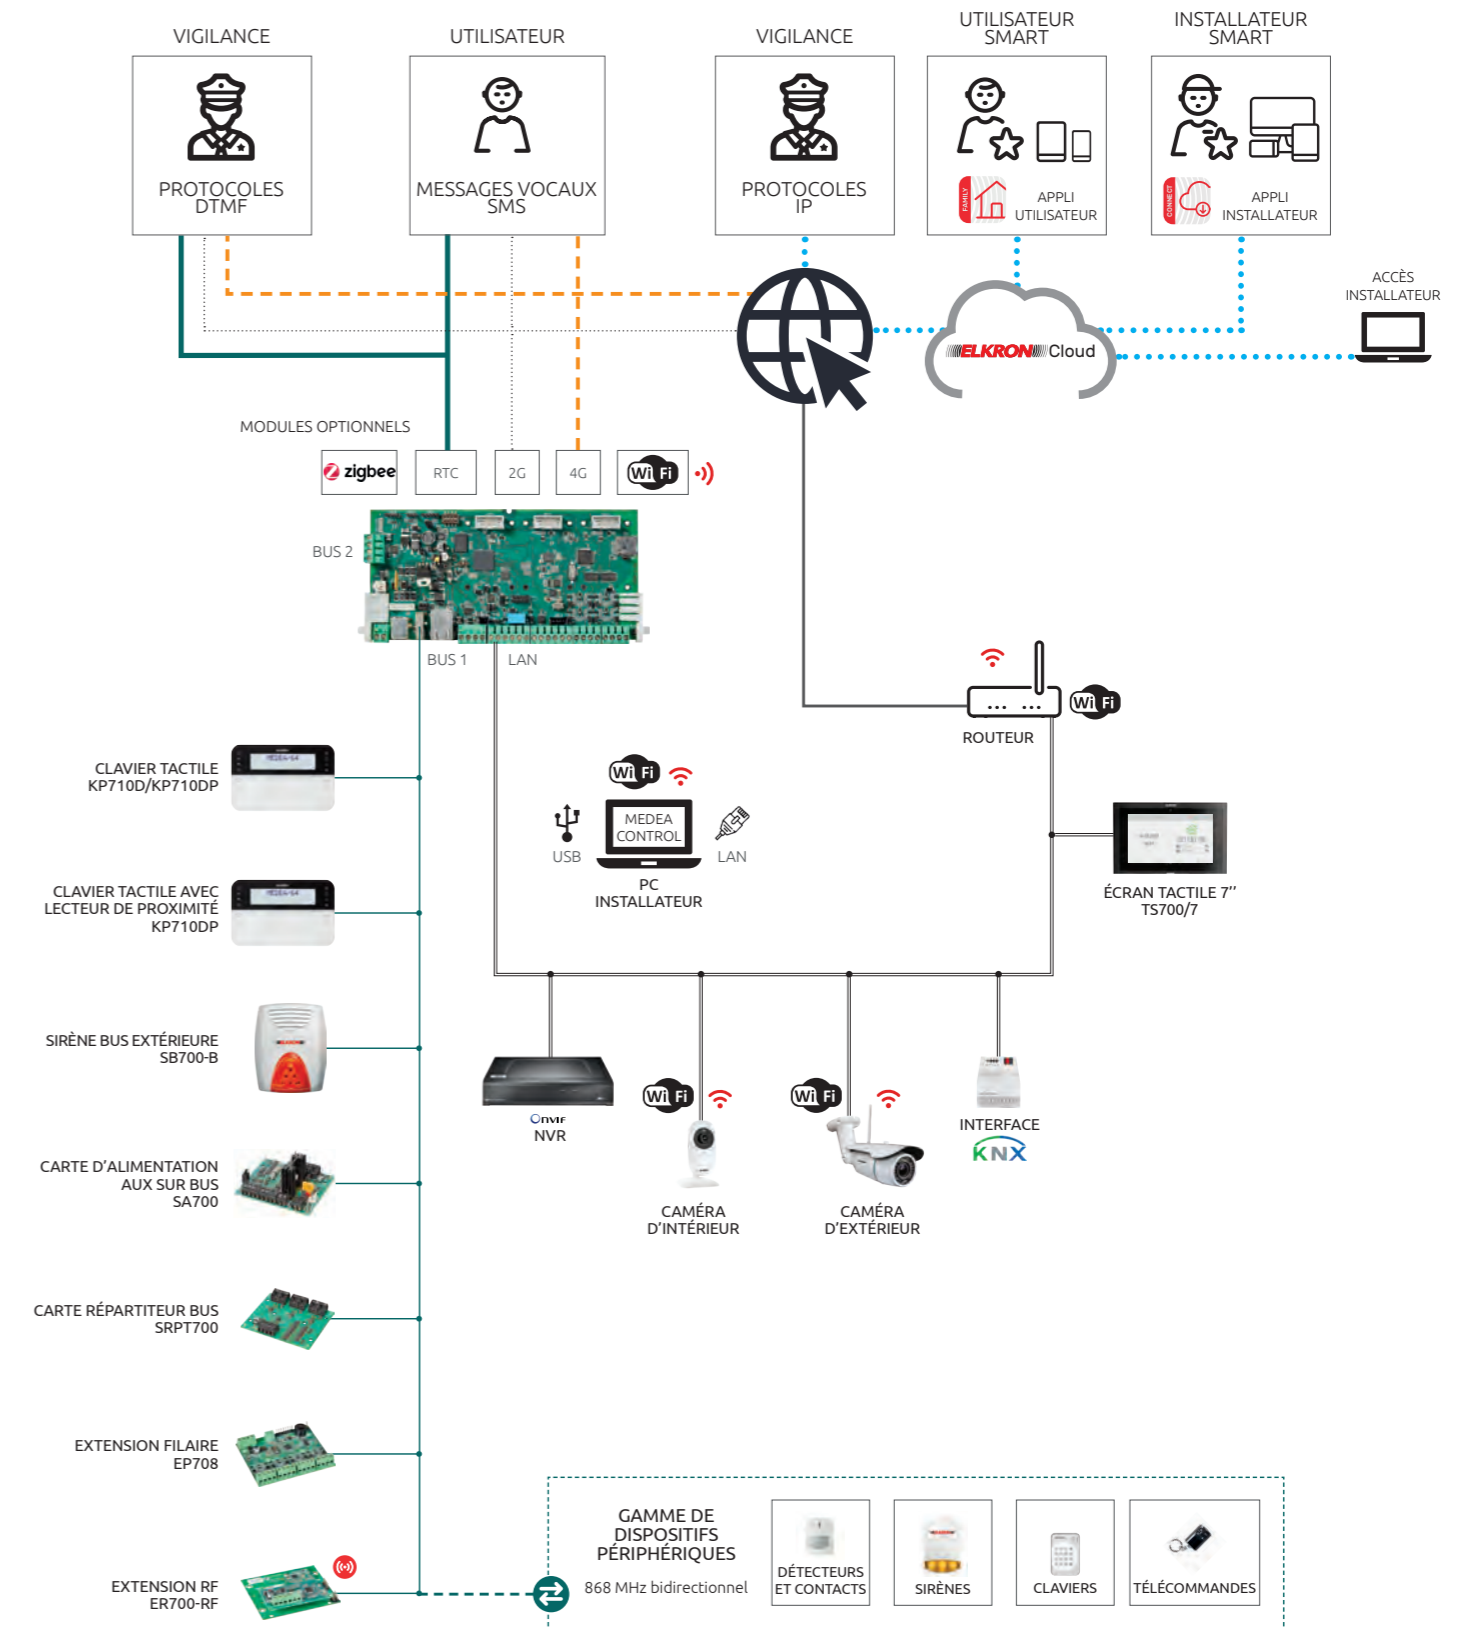 VIGILANCE
UTILISATEUR
VIGILANCE
UTILISATEUR
SMART
INSTALLATEUR
SMART
PROTOCOLES
DTMF
MESSAGES VOCAUX
SMS
PROTOCOLES
IP
FAMILY
APPLI
UTILISATEUR
CONNECT
APPLI
INSTALLATEUR
ACCÈS
INSTALLATEUR
ELKRON Cloud
MODULES OPTIONNELS
zigbee
RTC
2G
4G
Wi Fi
BUS 2
BUS 1
LAN
ROUTEUR
Wi Fi
CLAVIER TACTILE
KP710D/KP710DP
Wi Fi
USB
MEDEA
CONTROL
LAN
PC
INSTALLATEUR
ÉCRAN TACTILE 7’’
TS700/7
CLAVIER TACTILE AVEC
LECTEUR DE PROXIMITÉ
KP710DP
SIRÈNE BUS EXTÉRIEURE
SB700-B
ELKRON
Onvif
NVR
Wi Fi
CAMÉRA
D’INTÉRIEUR
Wi Fi
CAMÉRA
D’EXTÉRIEUR
INTERFACE
KNX
CARTE D’ALIMENTATION
AUX SUR BUS
SA700
CARTE RÉPARTITEUR BUS
SRPT700
EXTENSION FILAIRE
EP708
EXTENSION RF
ER700-RF
GAMME DE
DISPOSITIFS
PÉRIPHÉRIQUES
868 MHz bidirectionnel
DÉTECTEURS
ET CONTACTS
SIRÈNES
CLAVIERS
TÉLÉCOMMANDES